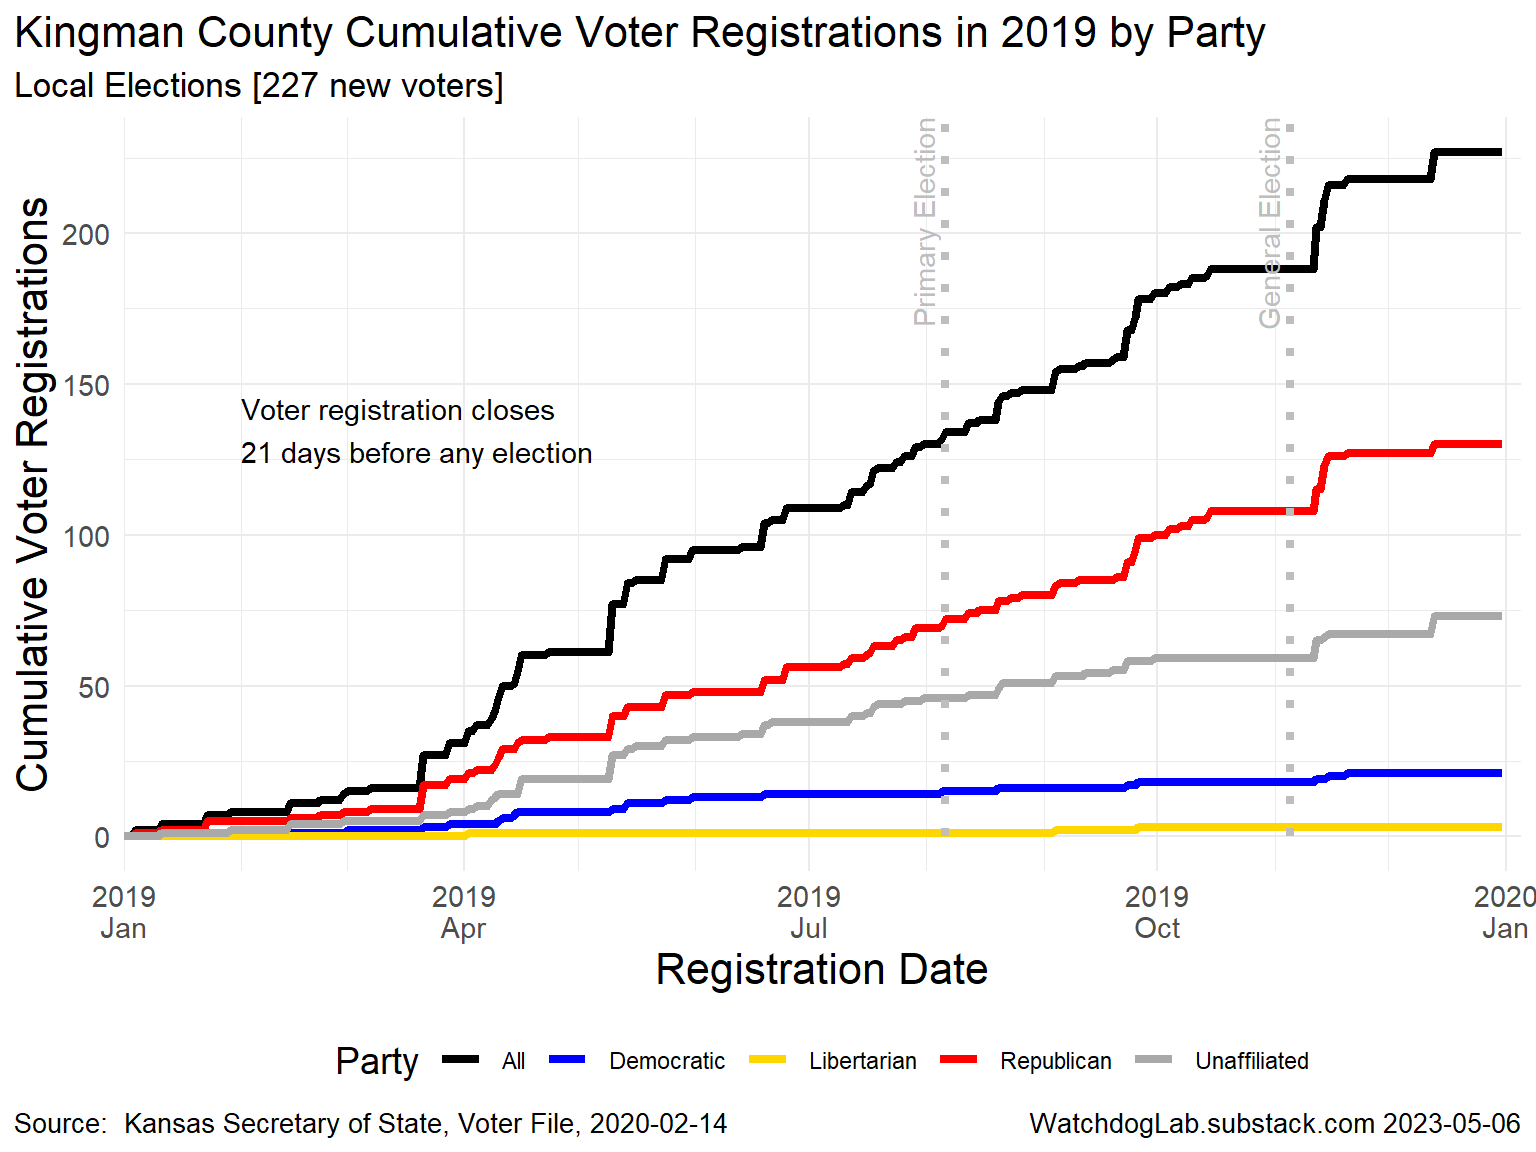 Kingman County Cumulative Voter Registrations in 2019 by Party
Local Elections [227 new voters]
Cumulative Voter Registrations
200
150
100
50
0
Primary Election
General Election
Voter registration closes
21 days before any election
2019 2019 2019 2019 2020
Jan Apr Jul Oct Jan
Registration Date
Party All Democratic Libertarian Republican Unaffiliated
Source:  Kansas Secretary of State, Voter File, 2020-02-14
WatchdogLab.substack.com 2023-05-06